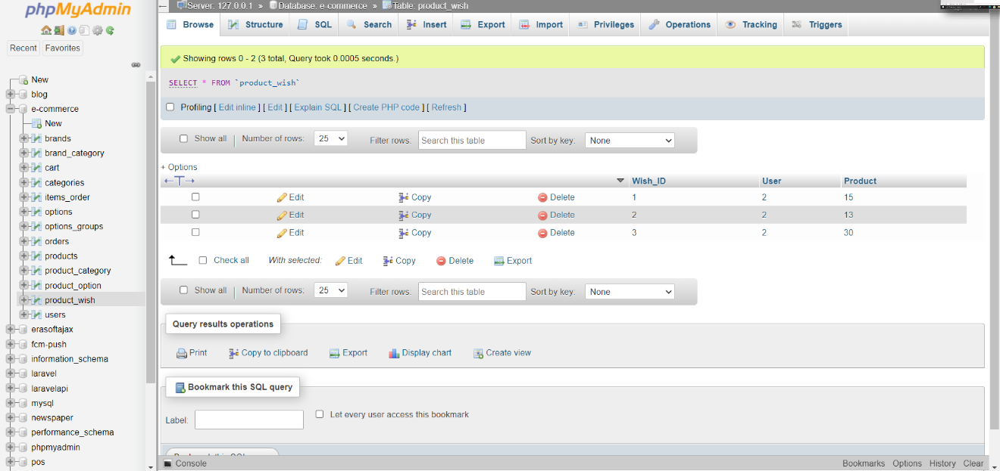 phpMyAdmin
Recent Favorites
New
blog
e-commerce
New
brands
brand_category
cart
categories
items_order
options
options_groups
orders
products
product_category
product_option
product_wish
users
erasoftajax
fcm-push
information_schema
laravel
laravelapi
mysql
newspaper
performance_schema
phpmyadmin
pos
← Server: 127.0.0.1 » Database: e-commerce » Table: product_wish
Browse Structure SQL Search Insert Export Import Privileges Operations Tracking Triggers
Showing rows 0 - 2 (3 total, Query took 0.0005 seconds.)
SELECT * FROM `product_wish`
Profiling [ Edit inline ] [ Edit ] [ Explain SQL ] [ Create PHP code ] [ Refresh ]
Show all | Number of rows: 25 Filter rows: Search this table Sort by key: None
+ Options
←T→ Wish_ID User Product
Edit Copy Delete 1 2 15
Edit Copy Delete 2 2 13
Edit Copy Delete 3 2 30
Check all With selected: Edit Copy Delete Export
Show all | Number of rows: 25 Filter rows: Search this table Sort by key: None
Query results operations
Print Copy to clipboard Export Display chart Create view
Bookmark this SQL query
Label: Let every user access this bookmark
Console Bookmarks Options History Clear